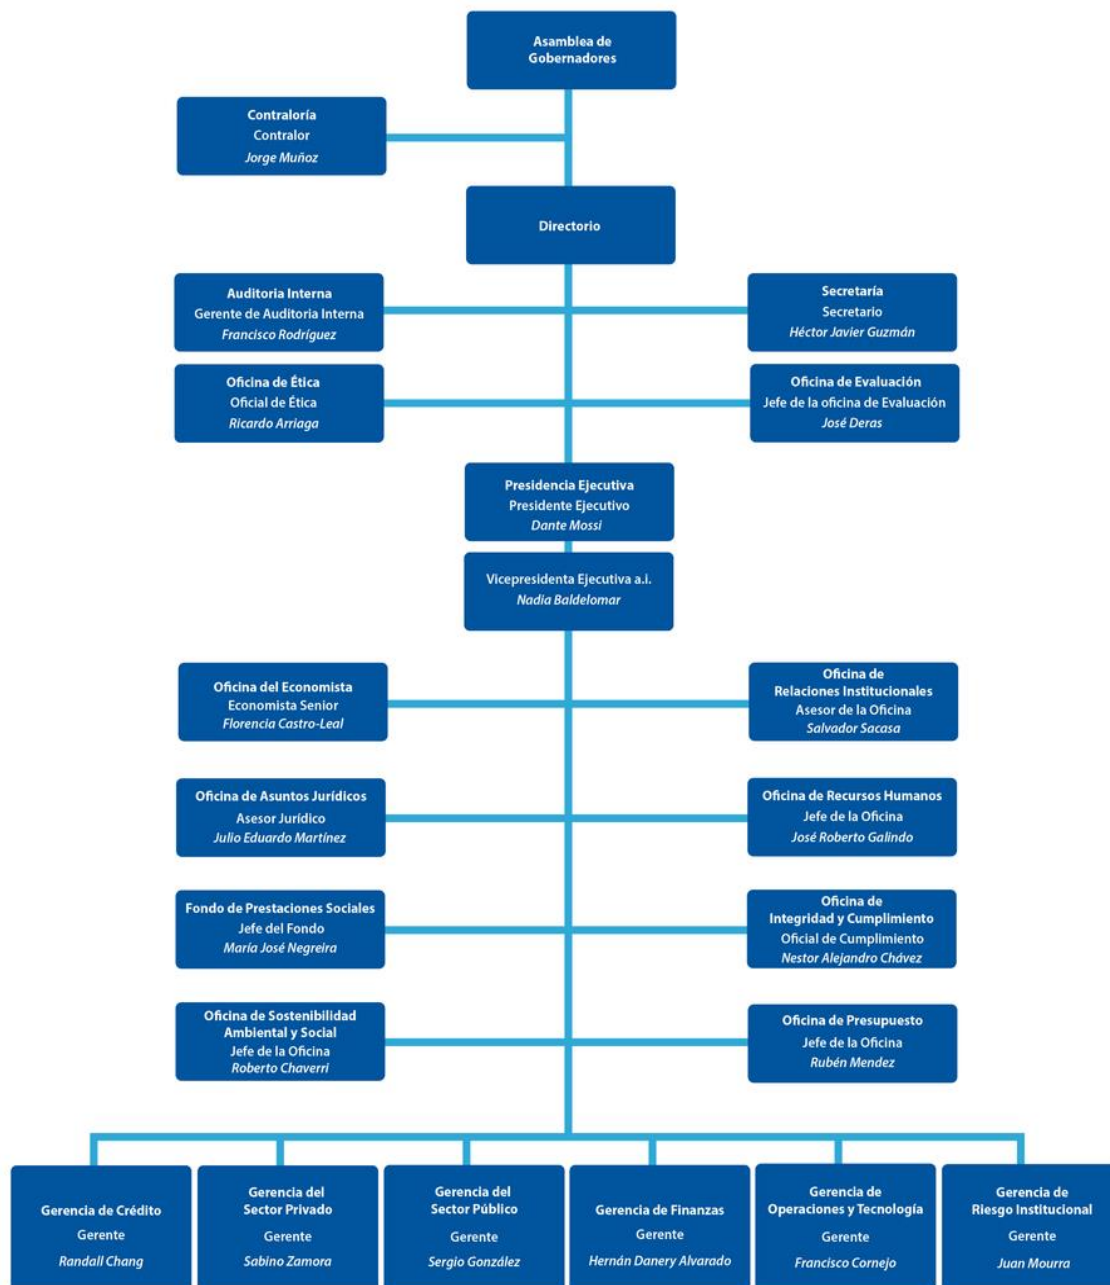 Asamblea de
Gobernadores
Contraloría
Contralor
Jorge Muñoz
Directorio
Auditoria Interna
Gerente de Auditoria Interna
Francisco Rodríguez
Secretaría
Secretario
Héctor Javier Guzmán
Oficina de Ética
Oficial de Ética
Ricardo Arriaga
Oficina de Evaluación
Jefe de la oficina de Evaluación
José Deras
Presidencia Ejecutiva
Presidente Ejecutivo
Dante Mossi
Vicepresidenta Ejecutiva a.i.
Nadia Baldelomar
Oficina del Economista
Economista Senior
Florencia Castro-Leal
Oficina de
Relaciones Institucionales
Asesor de la Oficina
Salvador Sacasa
Oficina de Asuntos Jurídicos
Asesor Jurídico
Julio Eduardo Martínez
Oficina de Recursos Humanos
Jefe de la Oficina
José Roberto Galindo
Fondo de Prestaciones Sociales
Jefe del Fondo
María José Negreira
Oficina de
Integridad y Cumplimiento
Oficial de Cumplimiento
Nestor Alejandro Chávez
Oficina de Sostenibilidad
Ambiental y Social
Jefe de la Oficina
Roberto Chaverri
Oficina de Presupuesto
Jefe de la Oficina
Rubén Mendez
Gerencia de Crédito
Gerente
Randall Chang
Gerencia del
Sector Privado
Gerente
Sabino Zamora
Gerencia del
Sector Público
Gerente
Sergio González
Gerencia de Finanzas
Gerente
Hernán Danery Alvarado
Gerencia de
Operaciones y Tecnología
Gerente
Francisco Cornejo
Gerencia de
Riesgo Institucional
Gerente
Juan Mourra